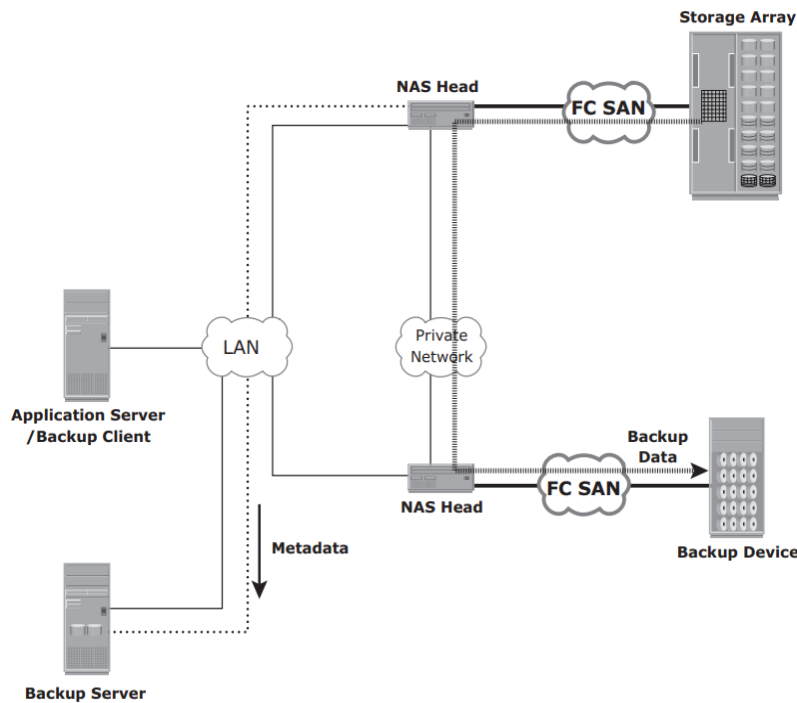 Storage Array
NAS Head
FC SAN
LAN
Private
Network
Application Server
/Backup Client
Backup
Data
NAS Head
FC SAN
Metadata
Backup Device
Backup Server